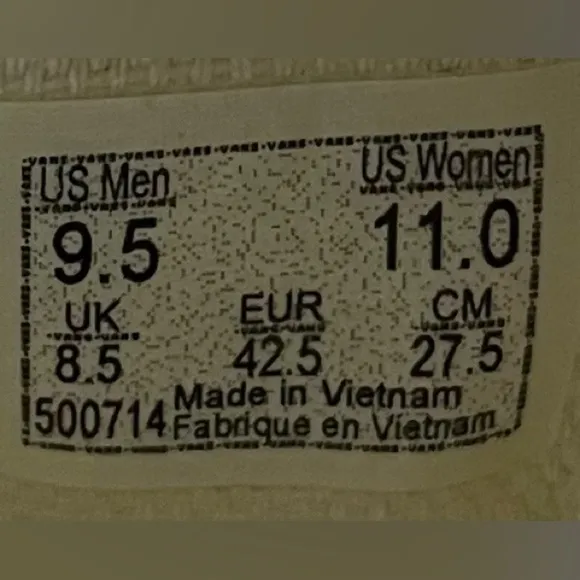 US Men US Women
9.5 11.0
UK EUR CM
8.5 42.5 27.5
500714 Made in Vietnam
Fabriqué en Vietnam